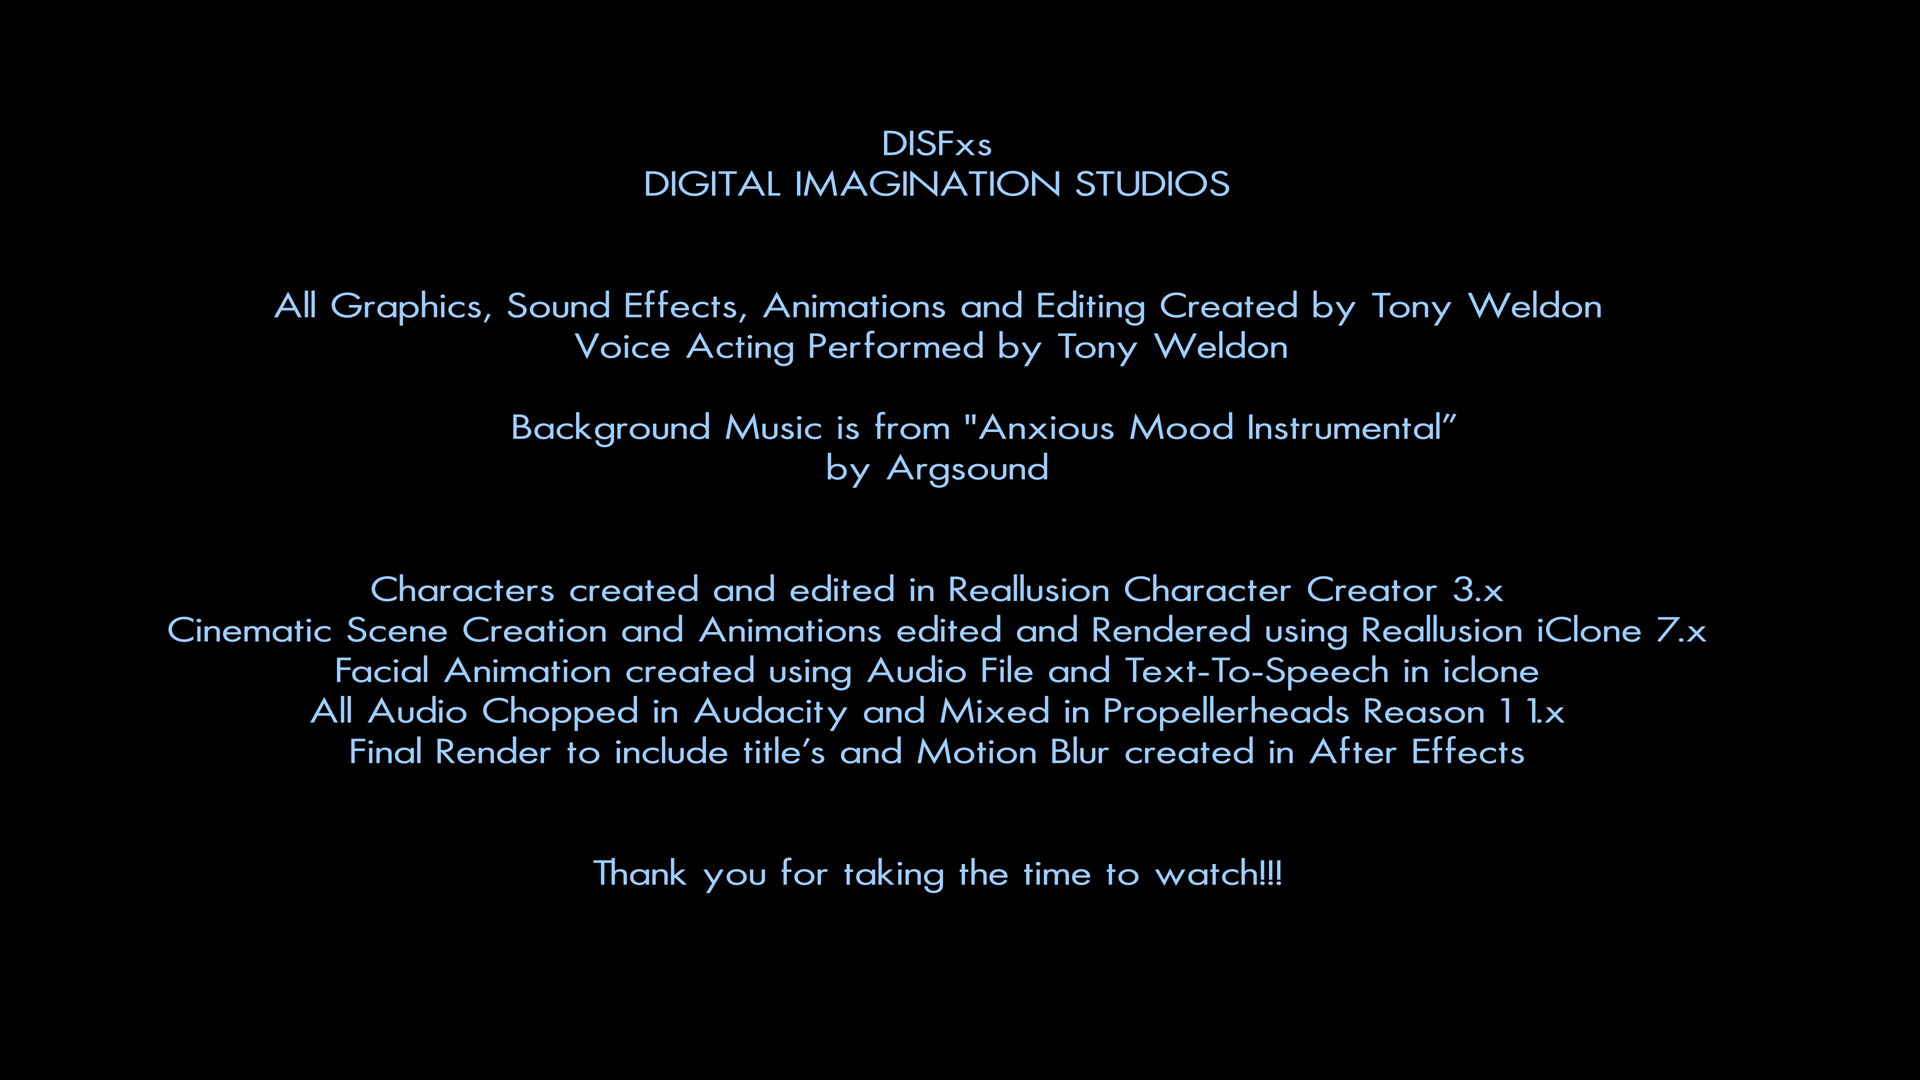 DISFxs
DIGITAL IMAGINATION STUDIOS
All Graphics, Sound Effects, Animations and Editing Created by Tony Weldon
Voice Acting Performed by Tony Weldon
Background Music is from "Anxious Mood Instrumental”
by Argsound
Characters created and edited in Reallusion Character Creator 3.x
Cinematic Scene Creation and Animations edited and Rendered using Reallusion iClone 7.x
Facial Animation created using Audio File and Text-To-Speech in iclone
All Audio Chopped in Audacity and Mixed in Propellerheads Reason 11.x
Final Render to include title’s and Motion Blur created in After Effects
Thank you for taking the time to watch!!!